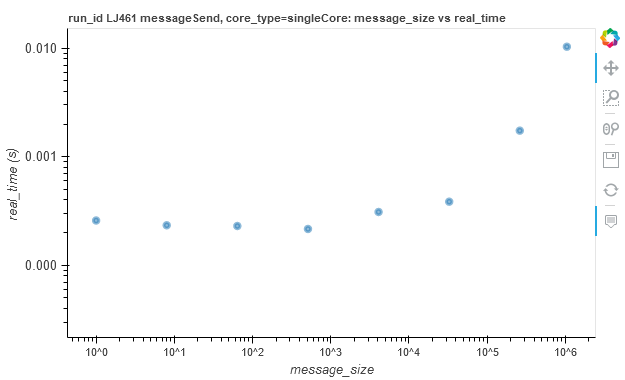 run_id LJ461 messageSend, core_type=singleCore: message_size vs real_time
0.010
0.001
0.000
real_time (s)
10^0 10^1 10^2 10^3 10^4 10^5 10^6
message_size